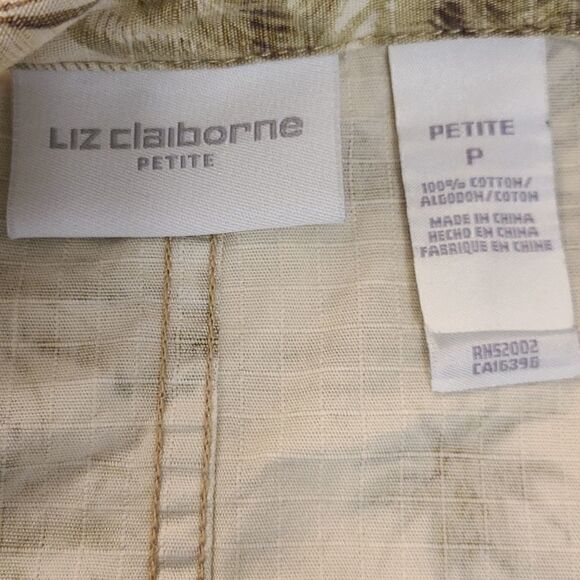 Liz claiborne
PETITE
PETITE
P
100% COTTON/
ALGODON/COTON
MADE IN CHINA
HECHO EN CHINA
FABRIQUE EN CHINE
RN52002
CA16396